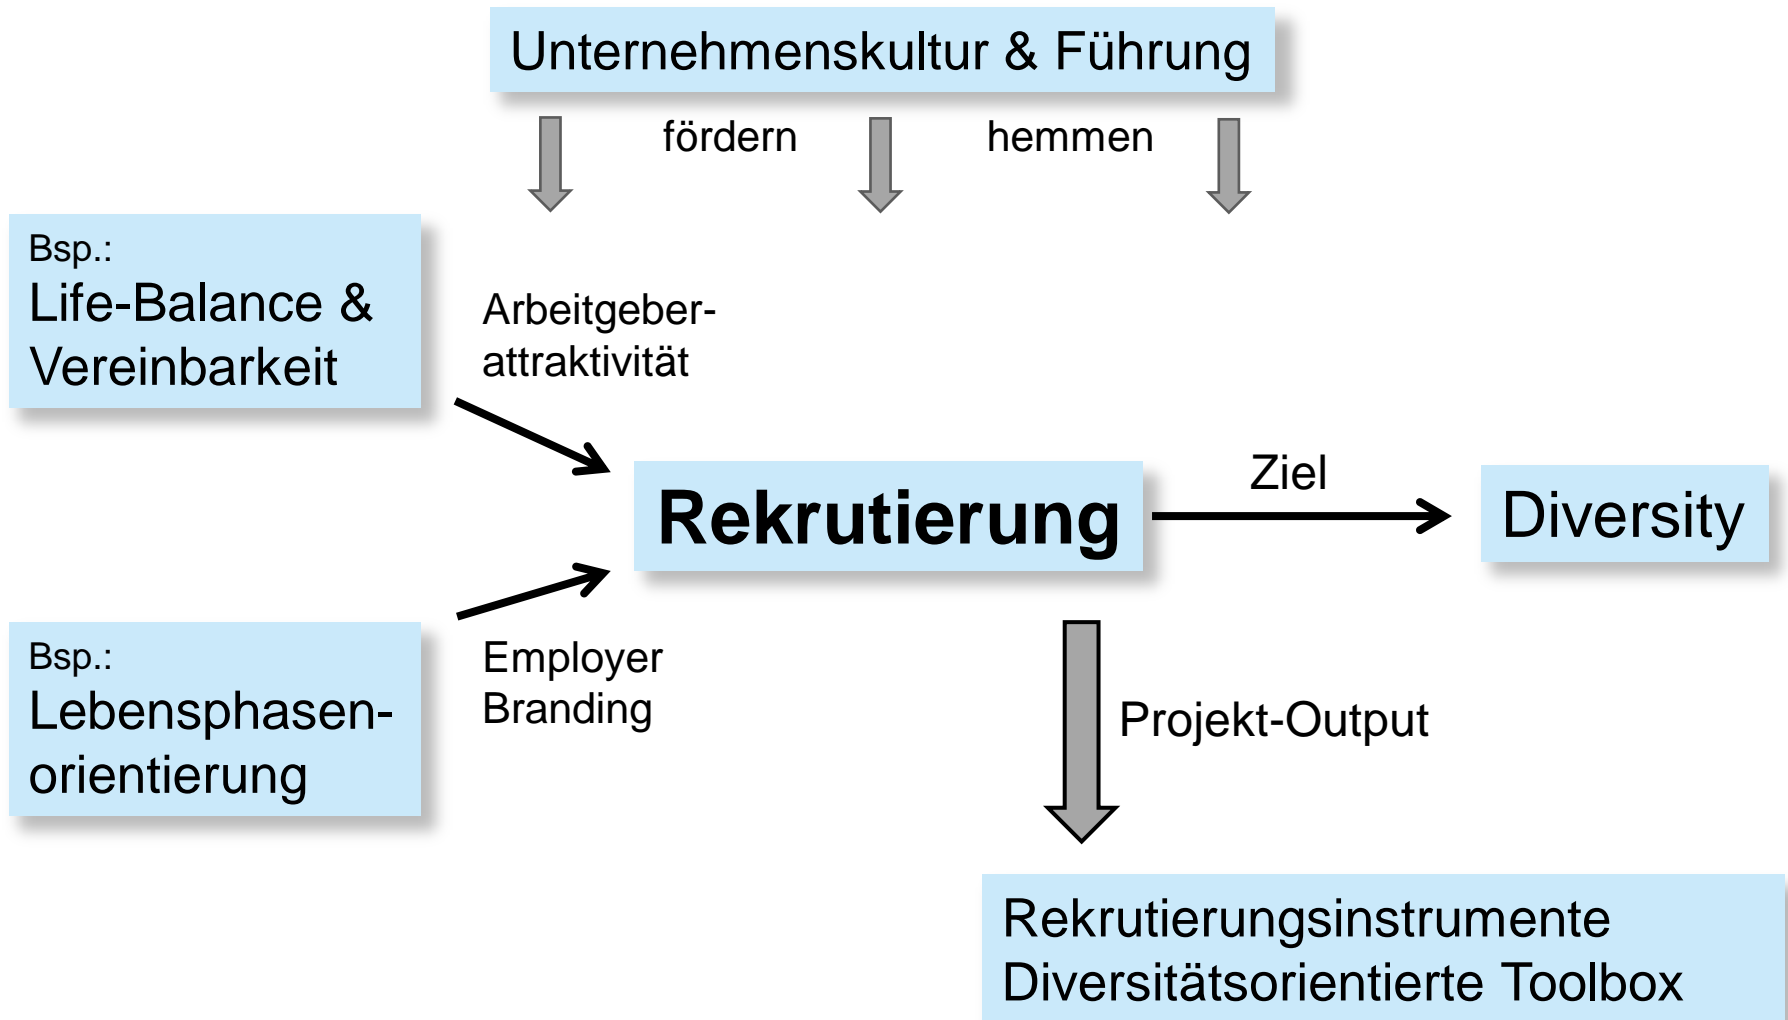 Unternehmenskultur & Führung
fördern
hemmen
Bsp.:
Life-Balance &
Vereinbarkeit
Arbeitgeber-
attraktivität
Rekrutierung
Ziel
Diversity
Bsp.:
Lebensphasen-
orientierung
Employer
Branding
Projekt-Output
Rekrutierungsinstrumente
Diversitätsorientierte Toolbox